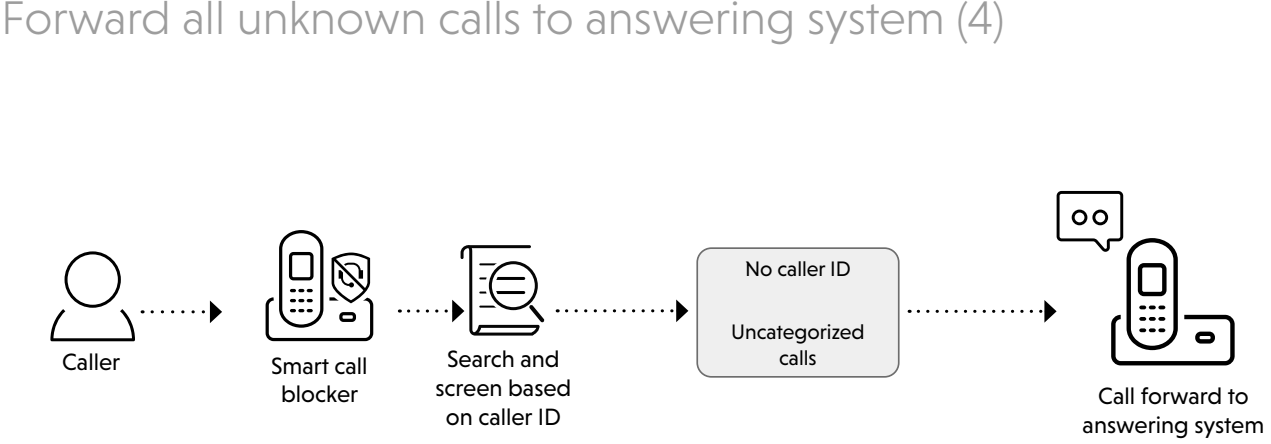 Forward all unknown calls to answering system (4)
Caller
Smart call
blocker
Search and
screen based
on caller ID
No caller ID
Uncategorized
calls
Call forward to
answering system